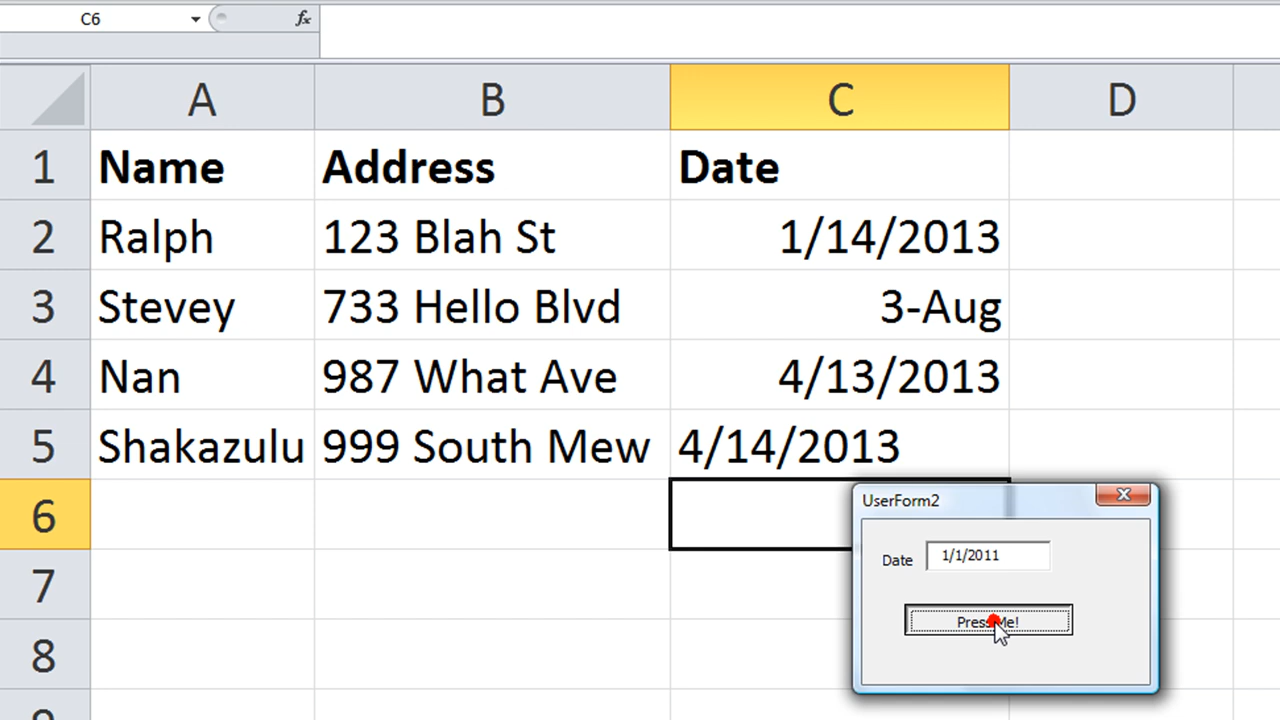 C6 fx
A B C D
1 Name Address Date
2 Ralph 123 Blah St 1/14/2013
3 Stevey 733 Hello Blvd 3-Aug
4 Nan 987 What Ave 4/13/2013
5 Shakazulu 999 South Mew 4/14/2013
6
UserForm2
Date 1/1/2011
7
Press Me!
8